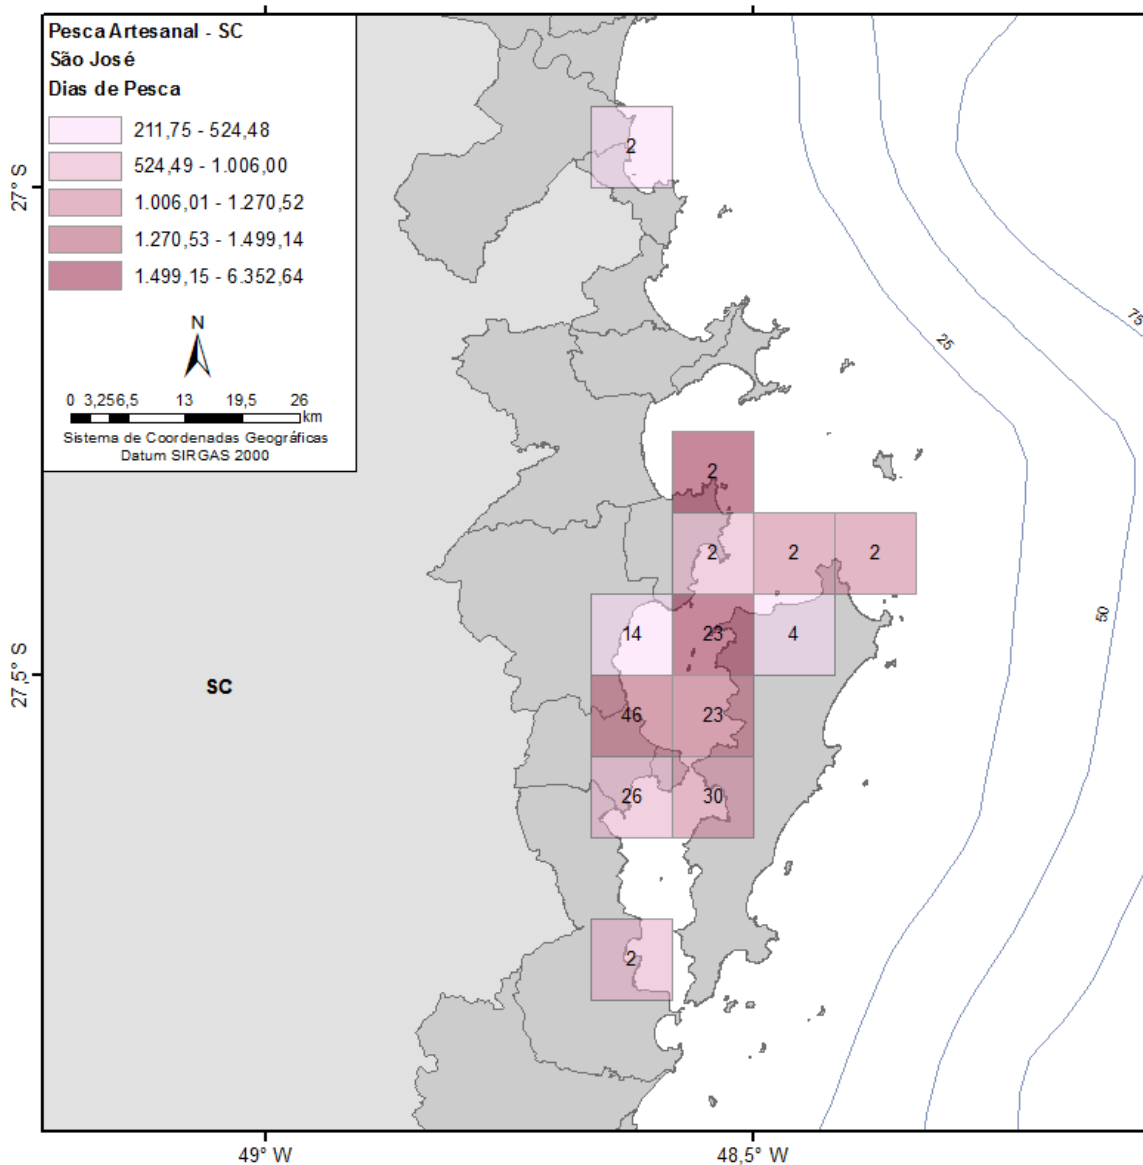 Pesca Artesanal - SC
São José
Dias de Pesca
211,75 - 524,48
524,49 - 1.006,00
1.006,01 - 1.270,52
1.270,53 - 1.499,14
1.499,15 - 6.352,64
N
0 3,256,5 13 19,5 26
km
Sistema de Coordenadas Geográficas
Datum SIRGAS 2000
27° S
2
75
25
2
2 2 2
50
14 23 4
27,5° S
SC
46 23
26 30
2
49° W
48,5° W